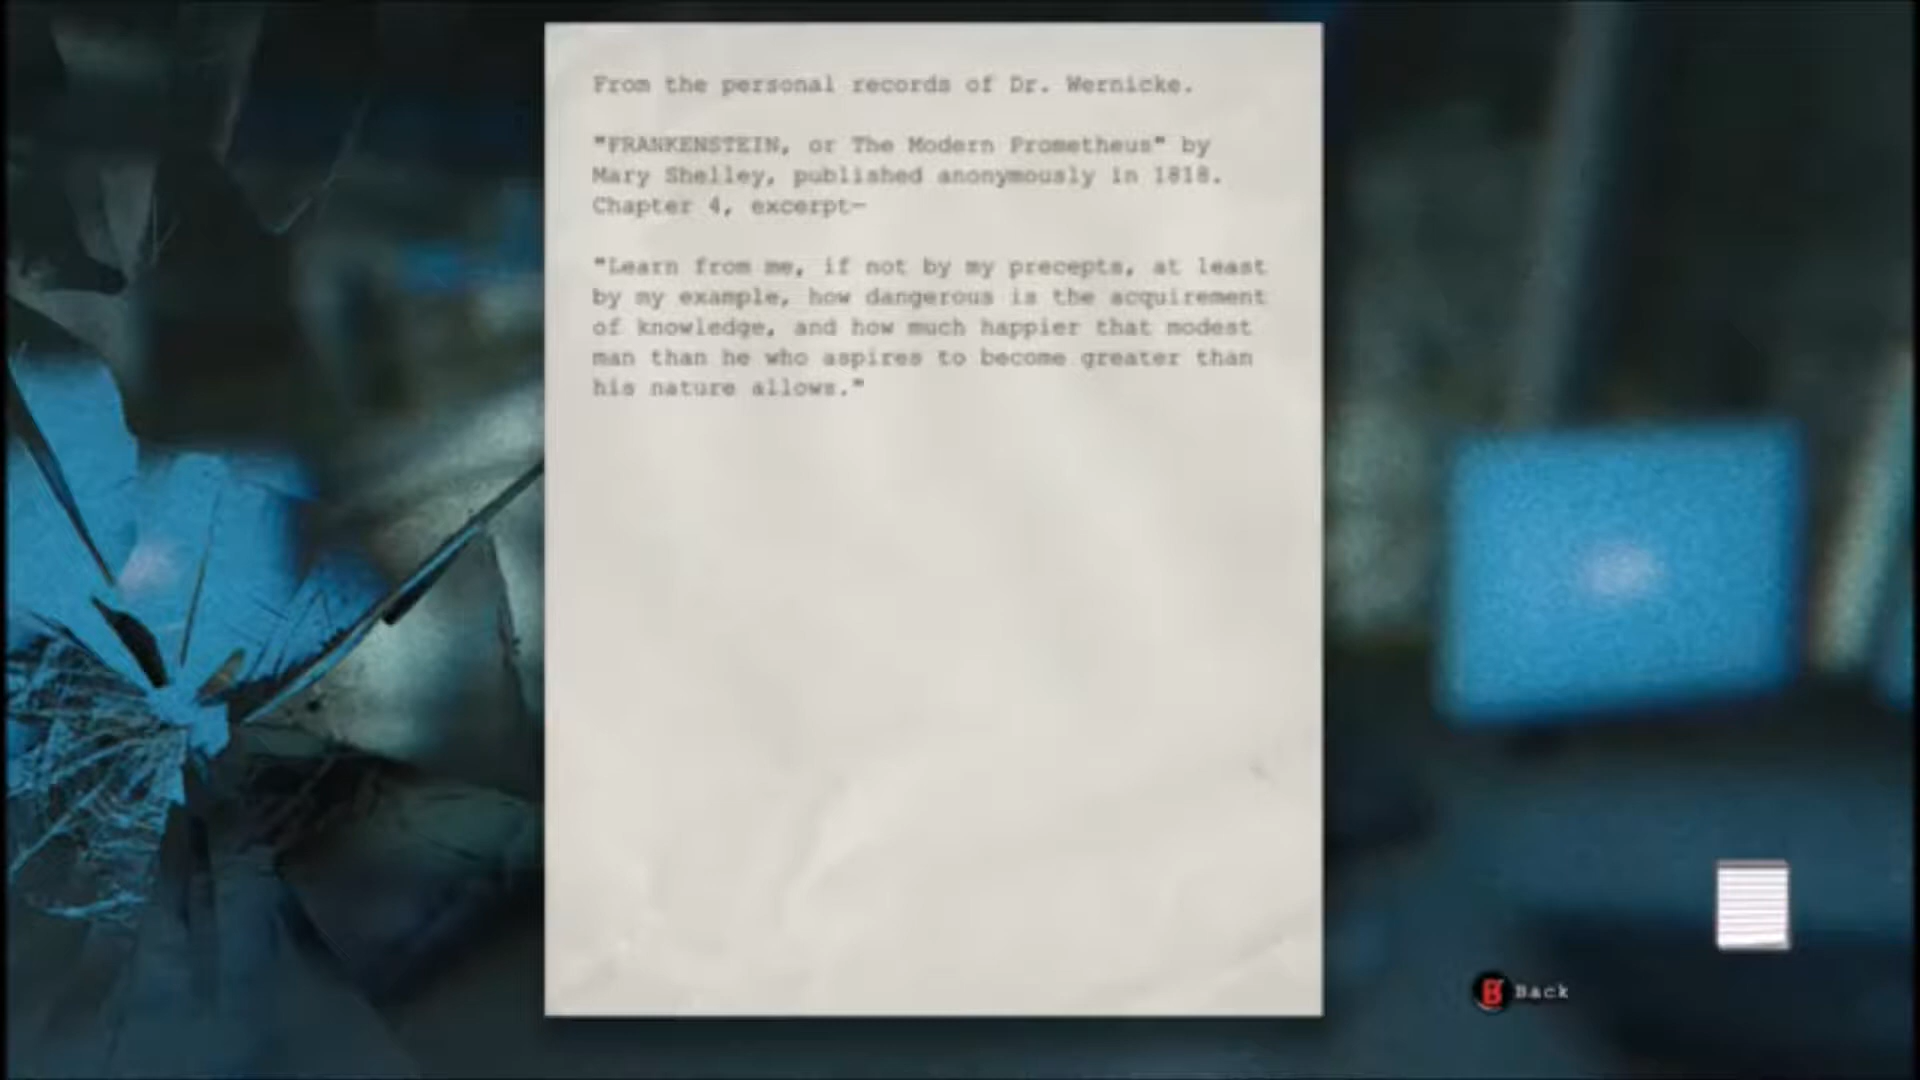 From the personal records of Dr. Wernicke.
"FRANKENSTEIN, or The Modern Prometheus" by
Mary Shelley, published anonymously in 1818.
Chapter 4, excerpt—
"Learn from me, if not by my precepts, at least
by my example, how dangerous is the acquirement
of knowledge, and how much happier that modest
man than he who aspires to become greater than
his nature allows."
B Back